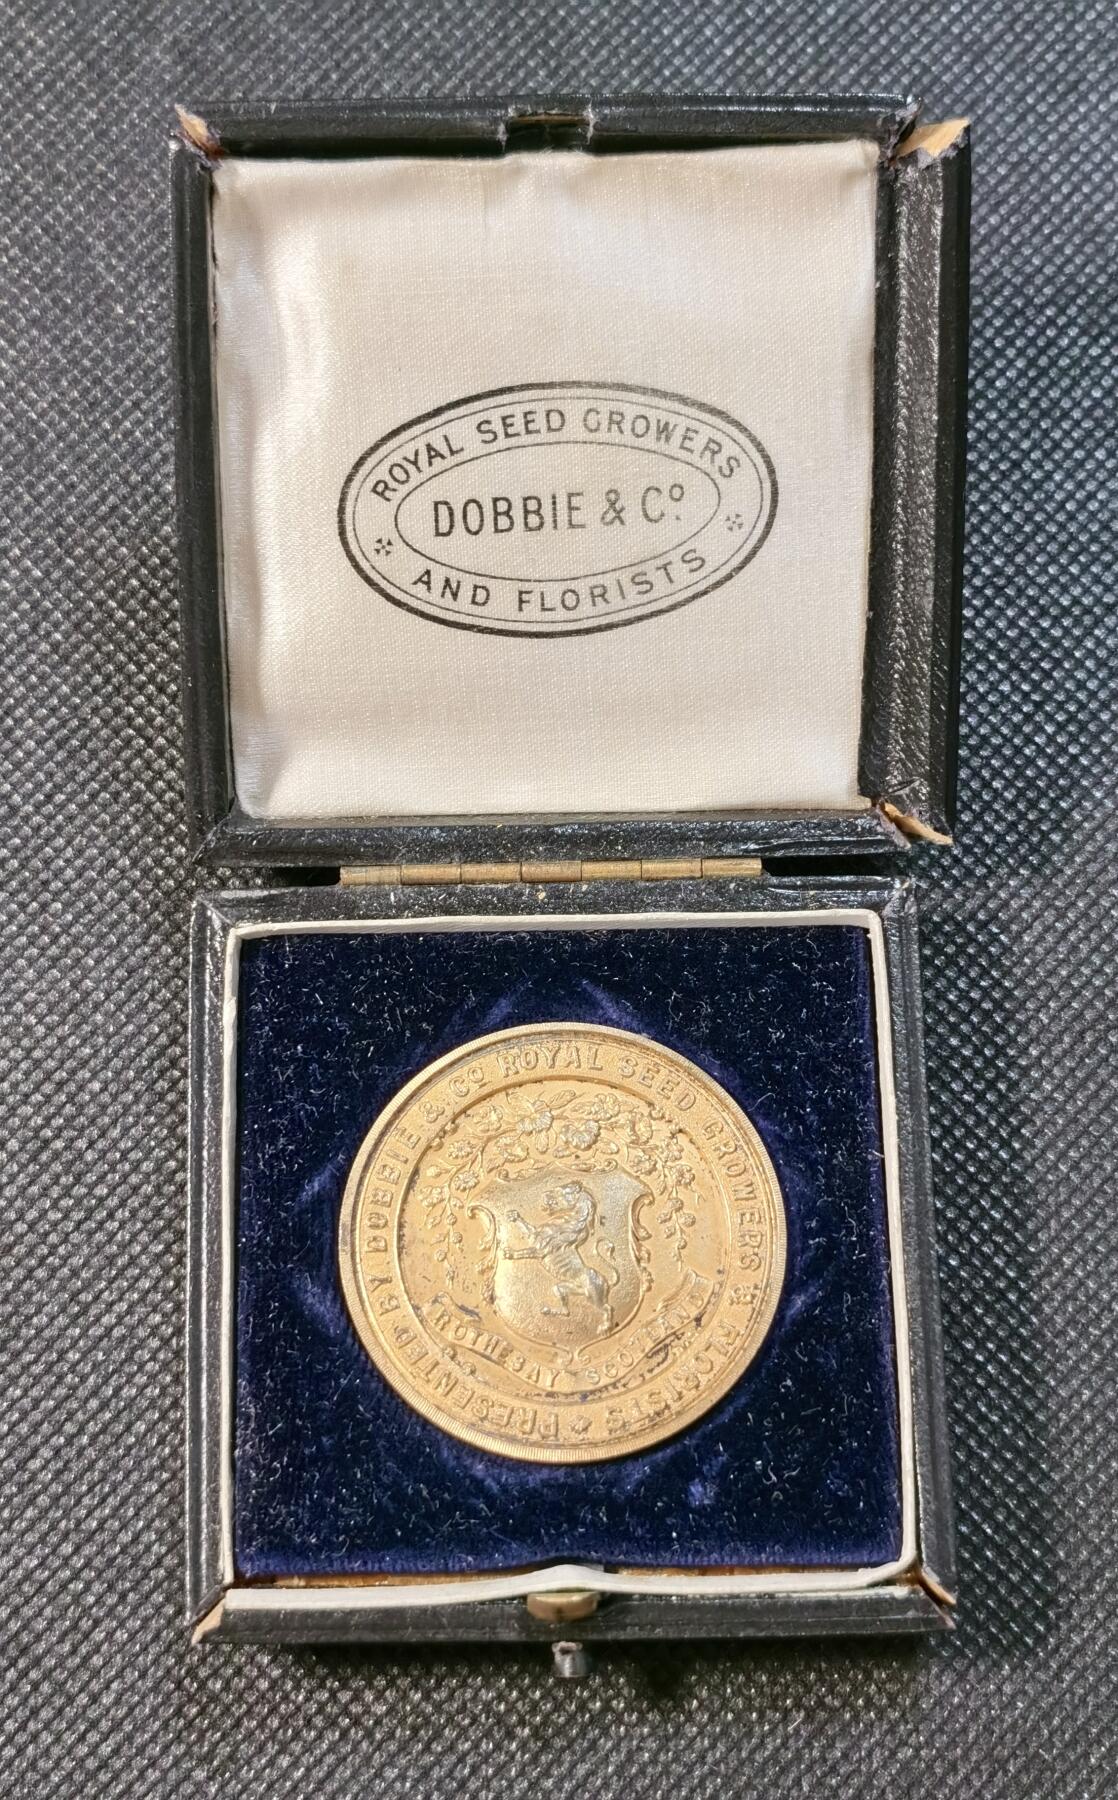 ROYAL SEED GROWERS
DOBBIE & Cº.
AND FLORISTS
PRESENTED BY DOBBIE & Cº ROYAL SEED GROWERS & FLORISTS
ROTHESAY SCOTLAND